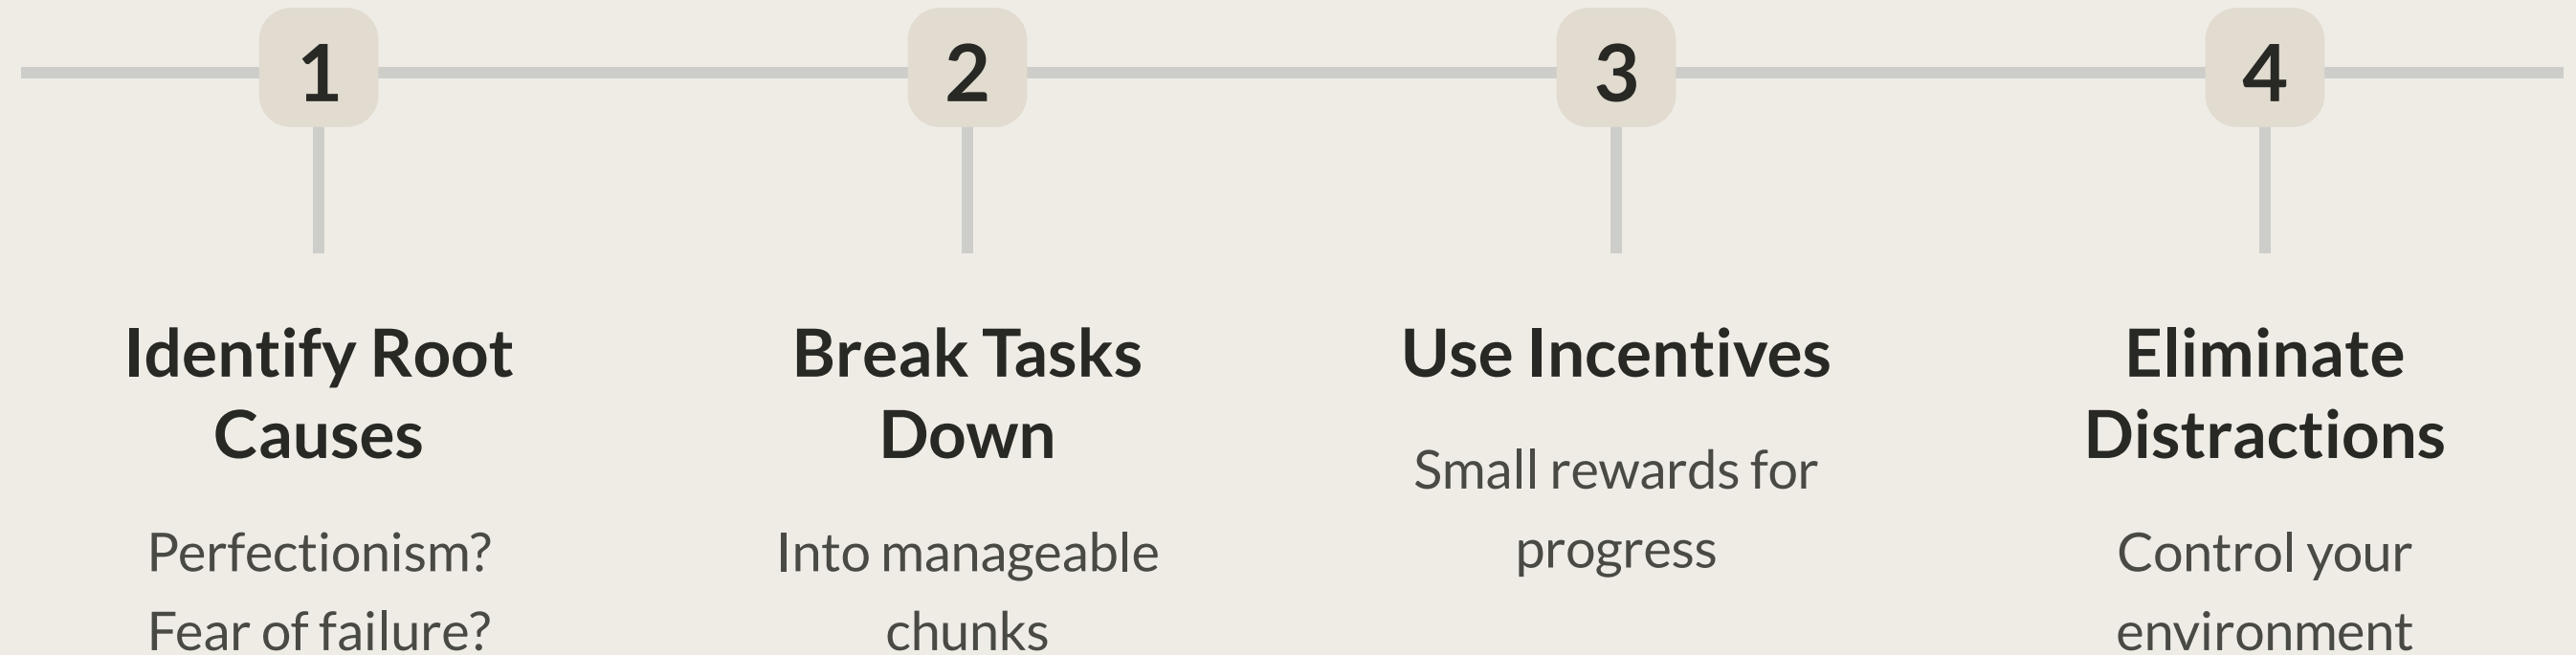 1
2
3
4
Identify Root
Causes
Perfectionism?
Fear of failure?
Break Tasks
Down
Into manageable
chunks
Use Incentives
Small rewards for
progress
Eliminate
Distractions
Control your
environment